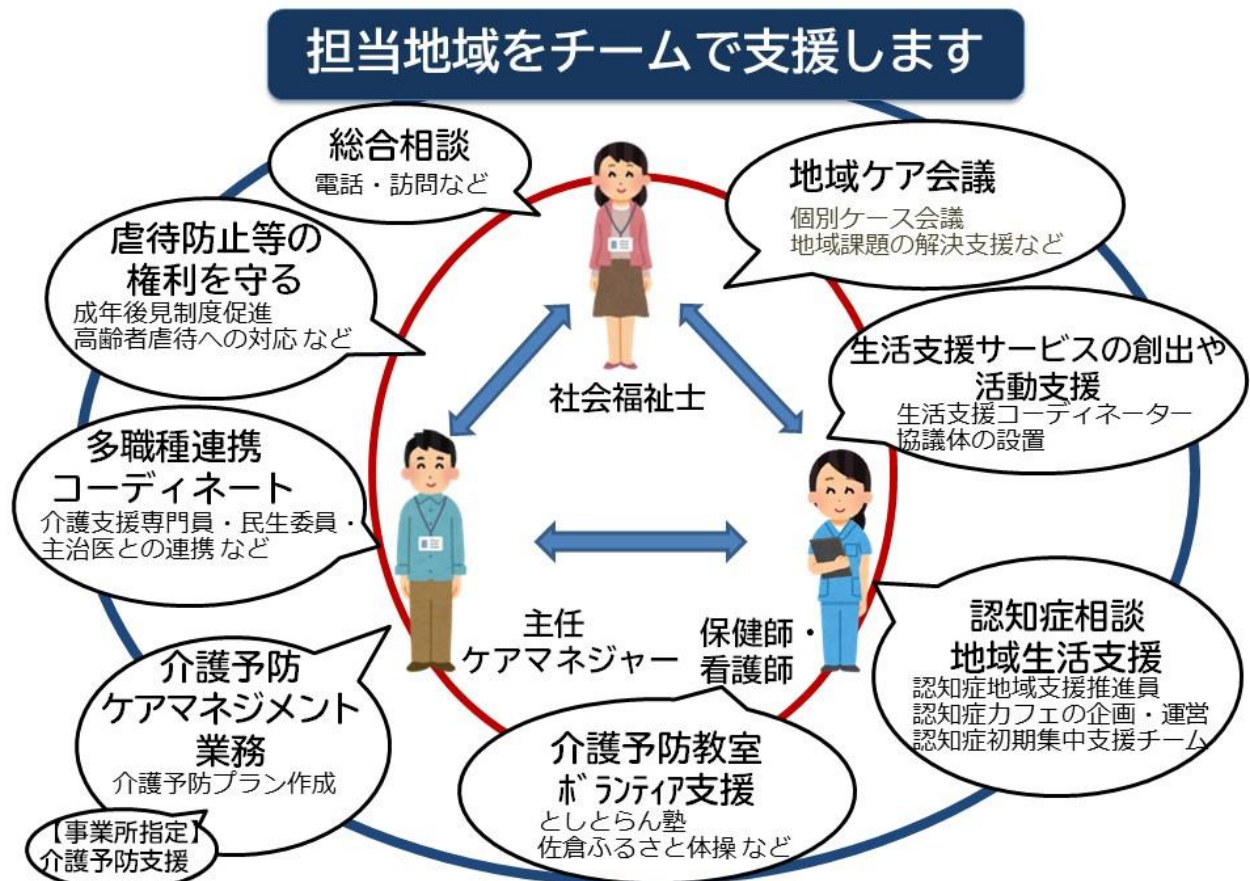 担当地域をチームで支援します
総合相談
電話・訪問など
地域ケア会議
個別ケース会議
地域課題の解決支援など
虐待防止等の
権利を守る
成年後見制度促進
高齢者虐待への対応 など
生活支援サービスの創出や
活動支援
生活支援コーディネーター
協議体の設置
社会福祉士
多職種連携
コーディネート
介護支援専門員・民生委員・
主治医との連携 など
主任
ケアマネジャー
保健師・
看護師
認知症相談
地域生活支援
認知症地域支援推進員
認知症カフェの企画・運営
認知症初期集中支援チーム
介護予防
ケアマネジメント
業務
介護予防プラン作成
【事業所指定】
介護予防支援
介護予防教室
ボランティア支援
としとらん塾
佐倉ふるさと体操 など